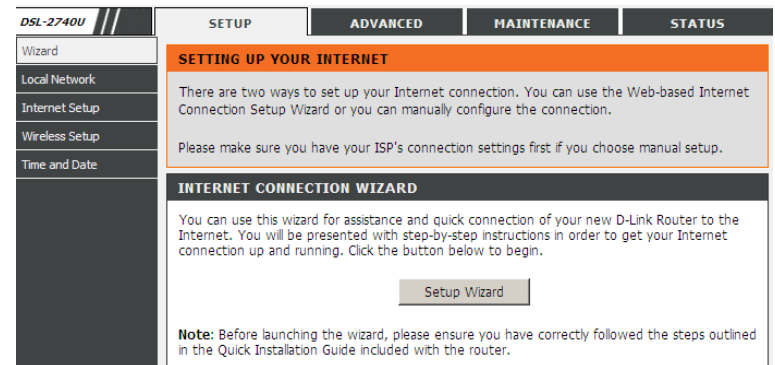 DSL-2740U
SETUP
ADVANCED
MAINTENANCE
STATUS
Wizard
Local Network
Internet Setup
Wireless Setup
Time and Date
SETTING UP YOUR INTERNET
There are two ways to set up your Internet connection. You can use the Web-based Internet
Connection Setup Wizard or you can manually configure the connection.
Please make sure you have your ISP's connection settings first if you choose manual setup.
INTERNET CONNECTION WIZARD
You can use this wizard for assistance and quick connection of your new D-Link Router to the
Internet. You will be presented with step-by-step instructions in order to get your Internet
connection up and running. Click the button below to begin.
Setup Wizard
Note: Before launching the wizard, please ensure you have correctly followed the steps outlined
in the Quick Installation Guide included with the router.